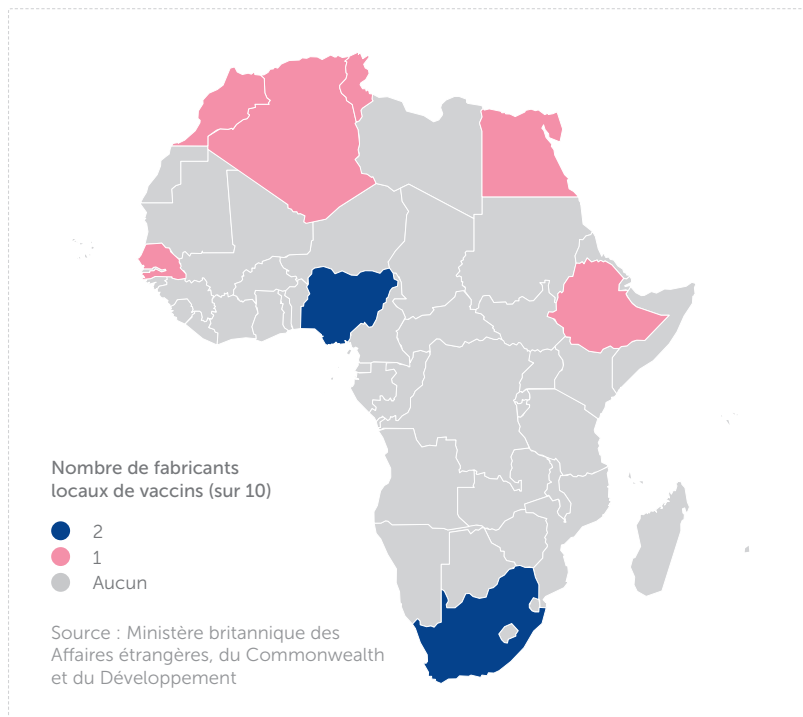 Nombre de fabricants
locaux de vaccins (sur 10)
2
1
Aucun
Source : Ministère britannique des
Affaires étrangères, du Commonwealth
et du Développement